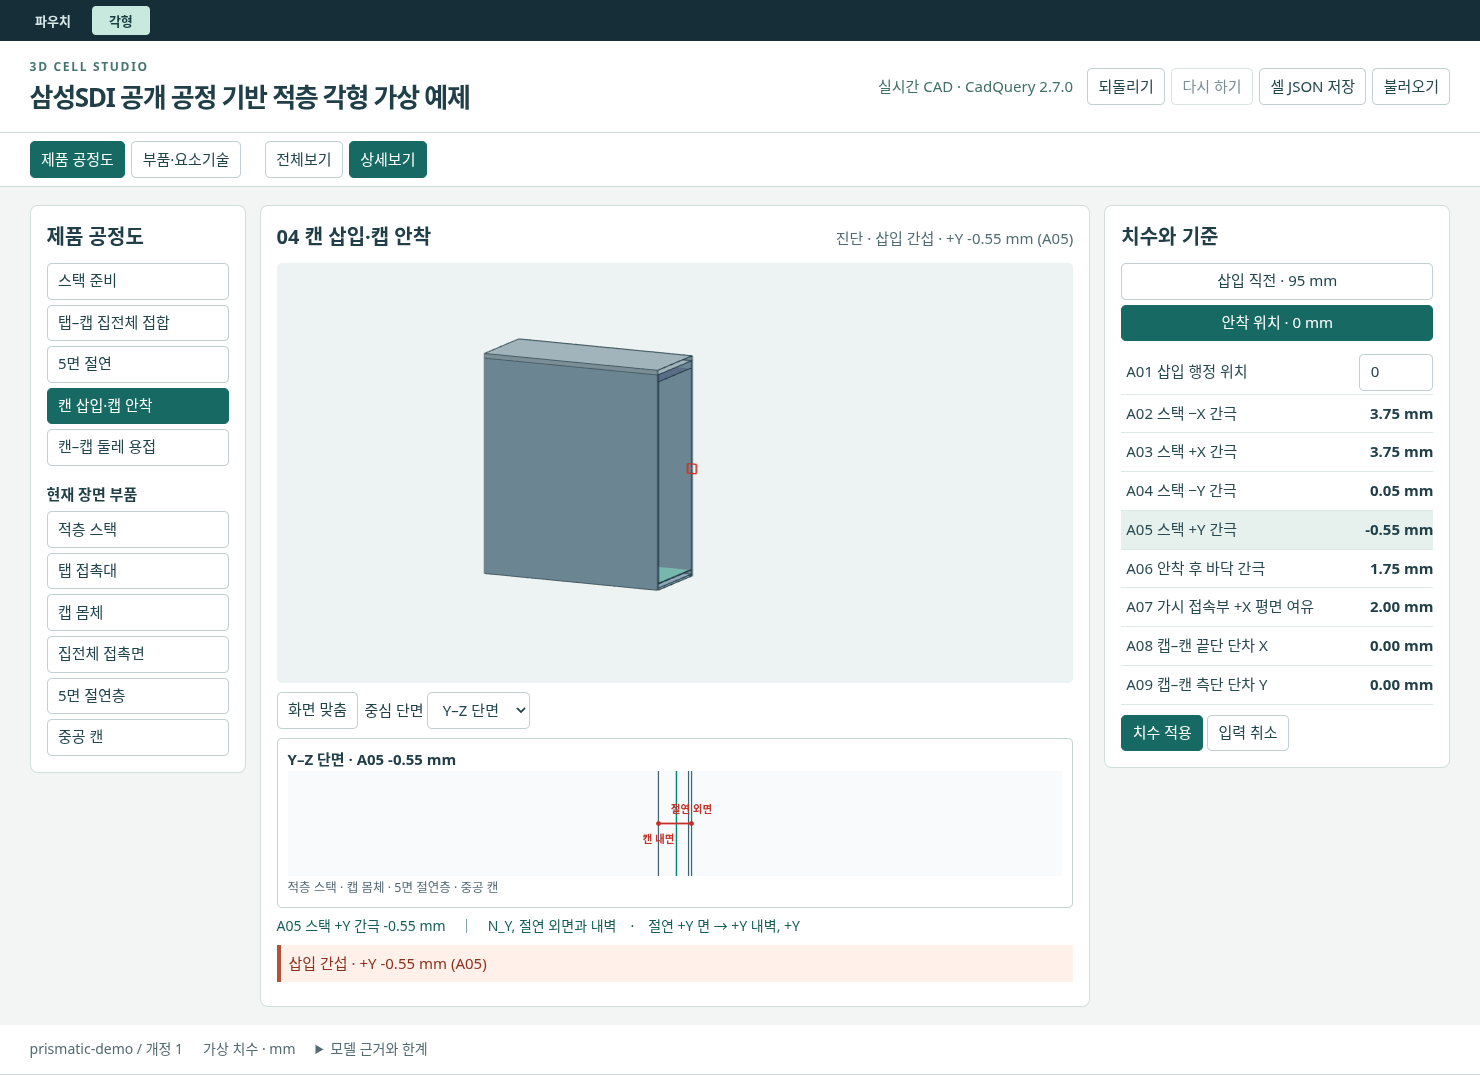 파우치
각형
3D CELL STUDIO
삼성SDI 공개 공정 기반 적층 각형 가상 예제
실시간 CAD · CadQuery 2.7.0
되돌리기
다시 하기
셀 JSON 저장
불러오기
제품 공정도
부품·요소기술
전체보기
상세보기
제품 공정도
스택 준비
탭–캡 집전체 접합
5면 절연
캔 삽입·캡 안착
캔–캡 둘레 용접
현재 장면 부품
적층 스택
탭 접촉대
캡 몸체
집전체 접촉면
5면 절연층
중공 캔
04 캔 삽입·캡 안착
진단 · 삽입 간섭 · +Y -0.55 mm (A05)
화면 맞춤
중심 단면
Y–Z 단면
Y–Z 단면 · A05 -0.55 mm
절연 외면
캔 내면
적층 스택 · 캡 몸체 · 5면 절연층 · 중공 캔
A05 스택 +Y 간극 -0.55 mm | N_Y, 절연 외면과 내벽 · 절연 +Y 면 → +Y 내벽, +Y
삽입 간섭 · +Y -0.55 mm (A05)
치수와 기준
삽입 직전 · 95 mm
안착 위치 · 0 mm
A01 삽입 행정 위치 0
A02 스택 −X 간극 3.75 mm
A03 스택 +X 간극 3.75 mm
A04 스택 −Y 간극 0.05 mm
A05 스택 +Y 간극 -0.55 mm
A06 안착 후 바닥 간극 1.75 mm
A07 가시 접속부 +X 평면 여유 2.00 mm
A08 캡–캔 끝단 단차 X 0.00 mm
A09 캡–캔 측단 단차 Y 0.00 mm
치수 적용
입력 취소
prismatic-demo / 개정 1
가상 치수 · mm
▶ 모델 근거와 한계